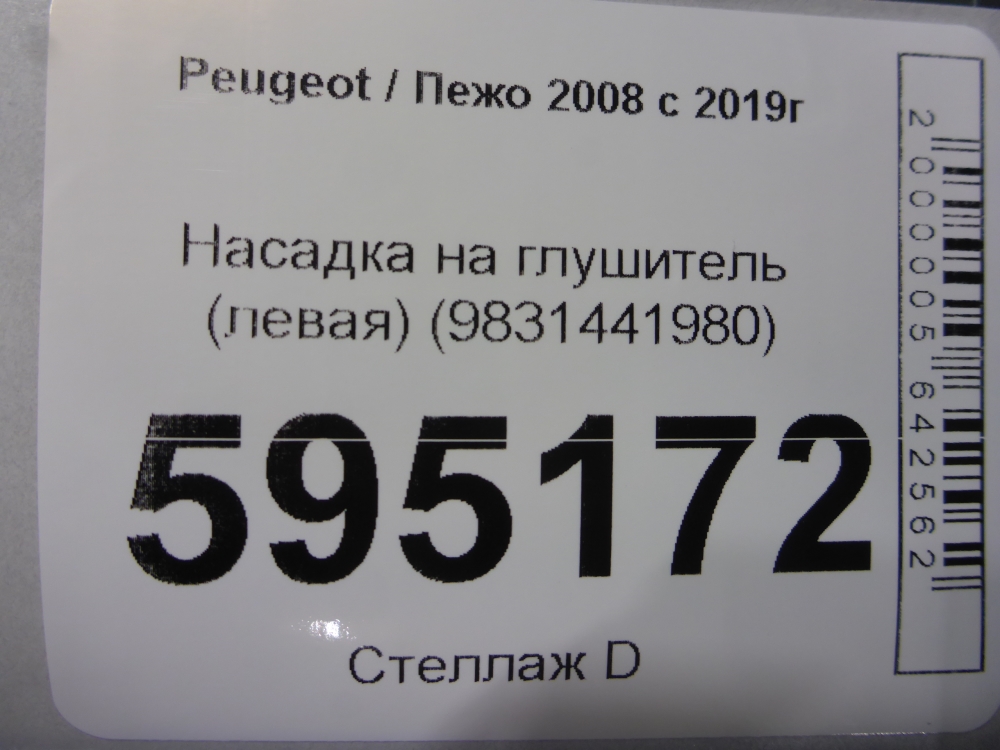 Peugeot / Пежо 2008 с 2019г
Насадка на глушитель
(левая) (9831441980)
595172
Стеллаж D
2000005642562